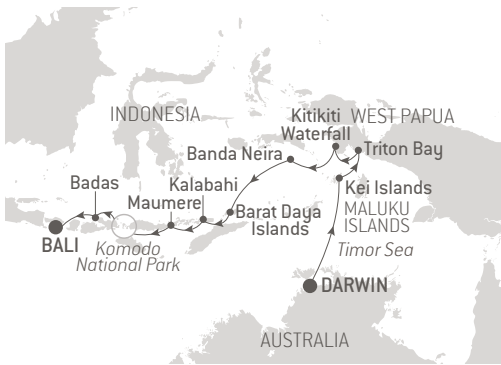 INDONESIA
Kitikiti
Waterfall
WEST PAPUA
Banda Neira
Triton Bay
Badas
Kalabahi
Maumere
Kei Islands
Barat Daya
Islands
MALUKU
ISLANDS
BALI
Komodo
National Park
Timor Sea
DARWIN
AUSTRALIA